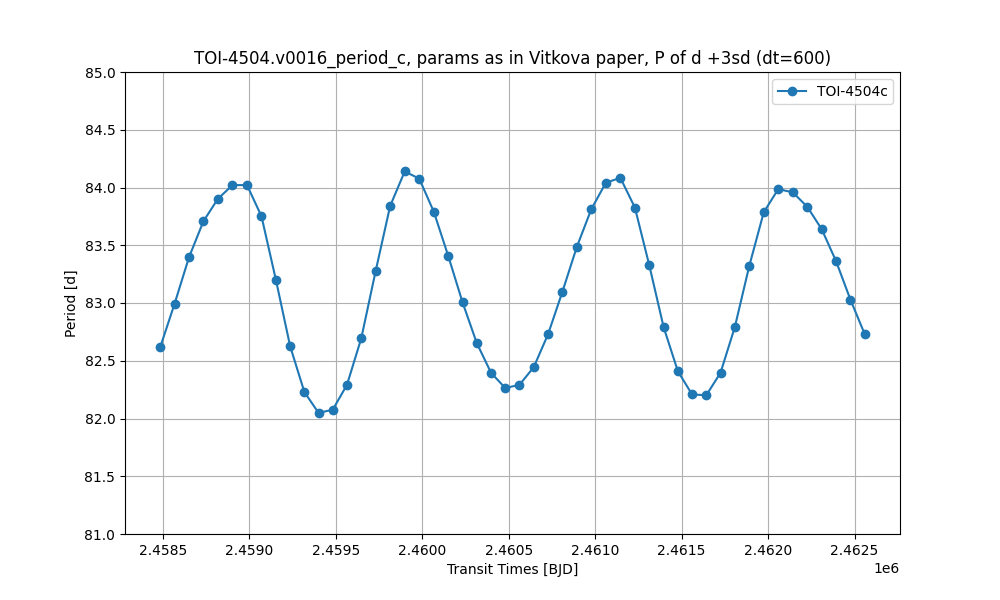 TOI-4504.v0016_period_c, params as in Vitkova paper, P of d +3sd (dt=600)
TOI-4504c
Period [d]
85.0
84.5
84.0
83.5
83.0
82.5
82.0
81.5
81.0
2.4585 2.4590 2.4595 2.4600 2.4605 2.4610 2.4615 2.4620 2.4625
1e6
Transit Times [BJD]